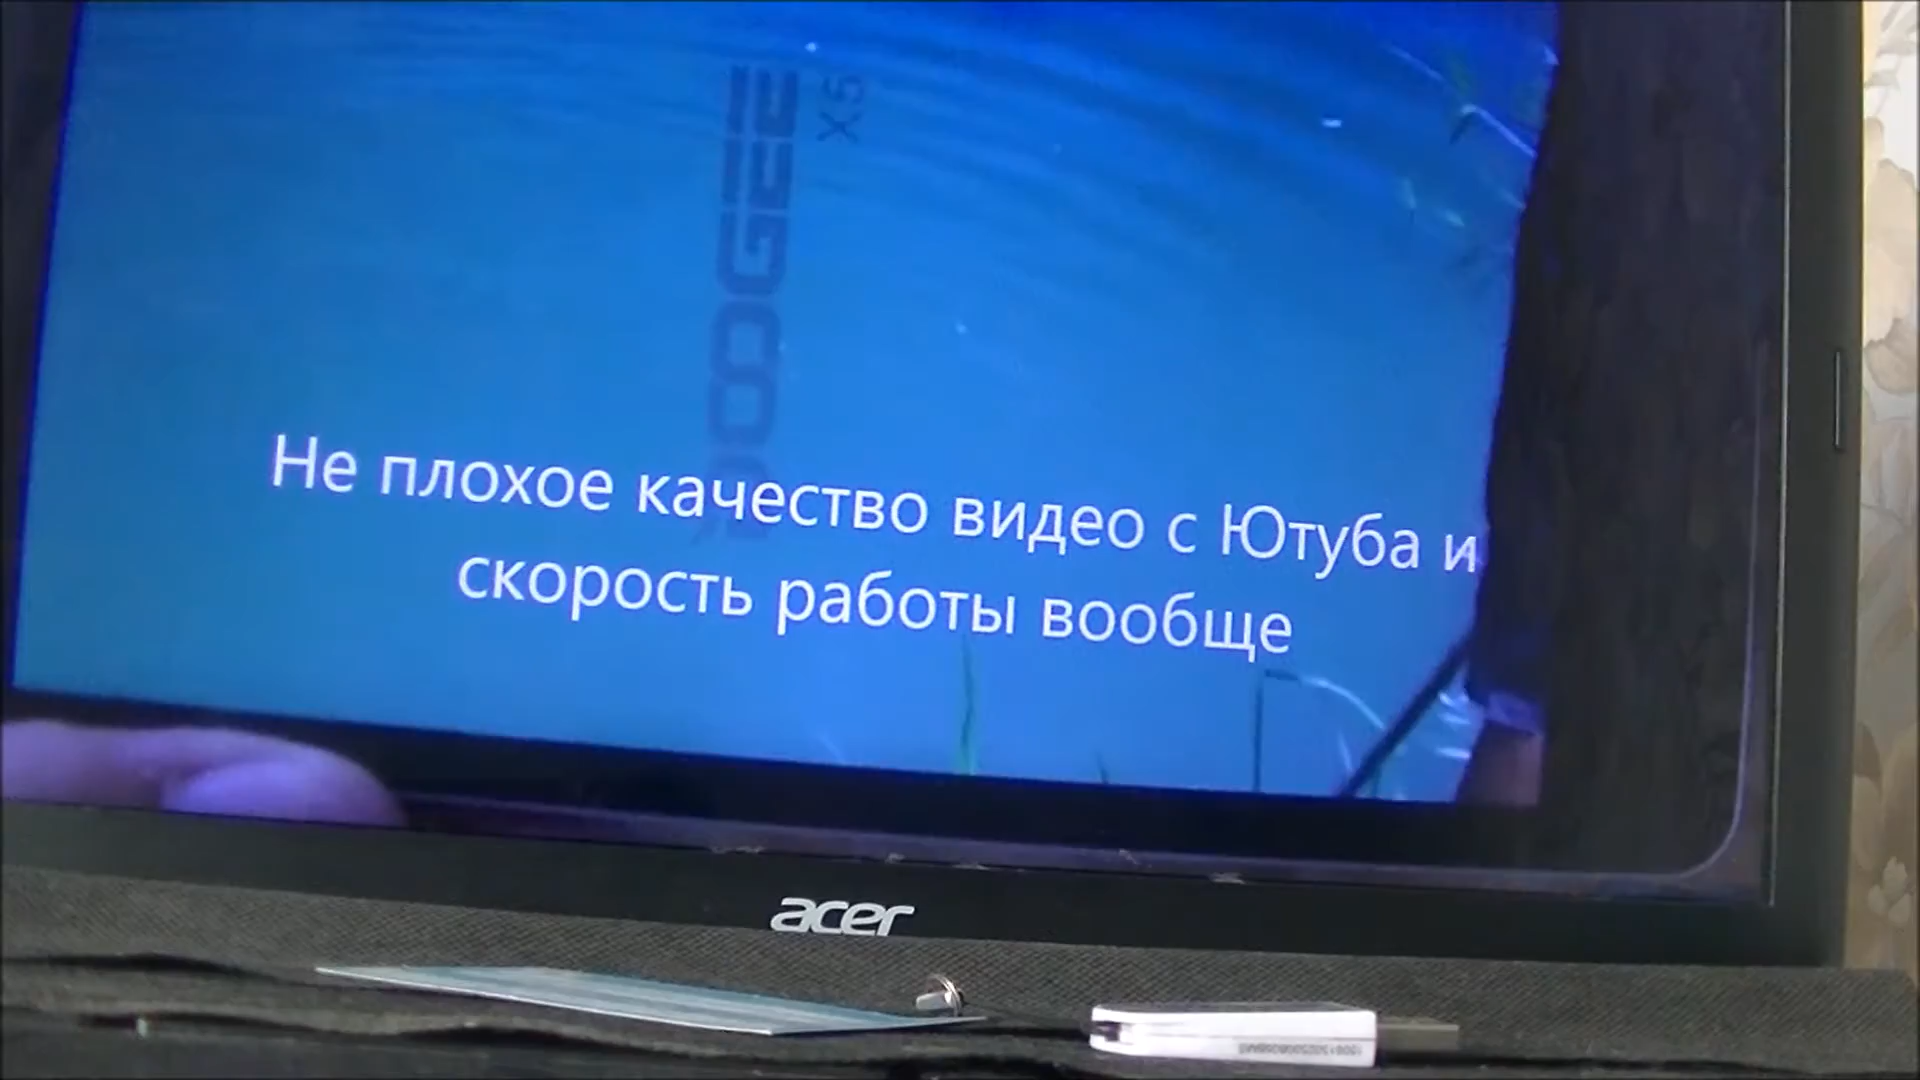 DOOGEE
X5
Не плохое качество видео с Ютуба и
скорость работы вообще
acer